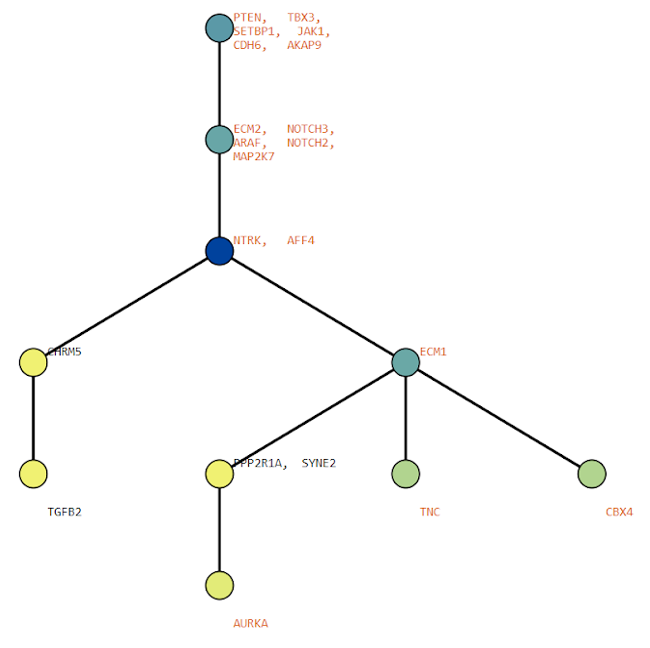 PTEN, TBX3,
SETBP1, JAK1,
CDH6, AKAP9
ECM2, NOTCH3,
ARAF, NOTCH2,
MAP2K7
NTRK, AFF4
CHRM5
ECM1
PPP2R1A, SYNE2
TGFB2
TNC
CBX4
AURKA